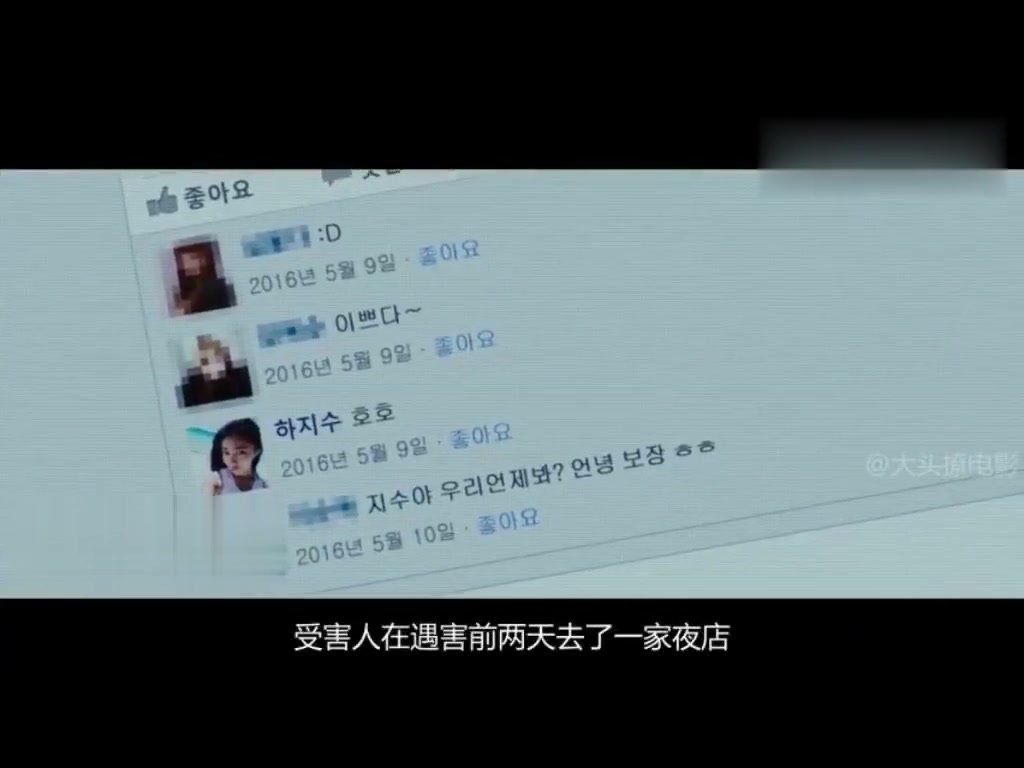 좋아요
:D
2016년 5월 9일 · 좋아요
이쁘다~
2016년 5월 9일 · 좋아요
하지수 호호
2016년 5월 9일 · 좋아요
지수야 우리언제봐? 언녕 보장 ㅎㅎ
2016년 5월 10일 · 좋아요
@大头撩电影
受害人在遇害前两天去了一家夜店